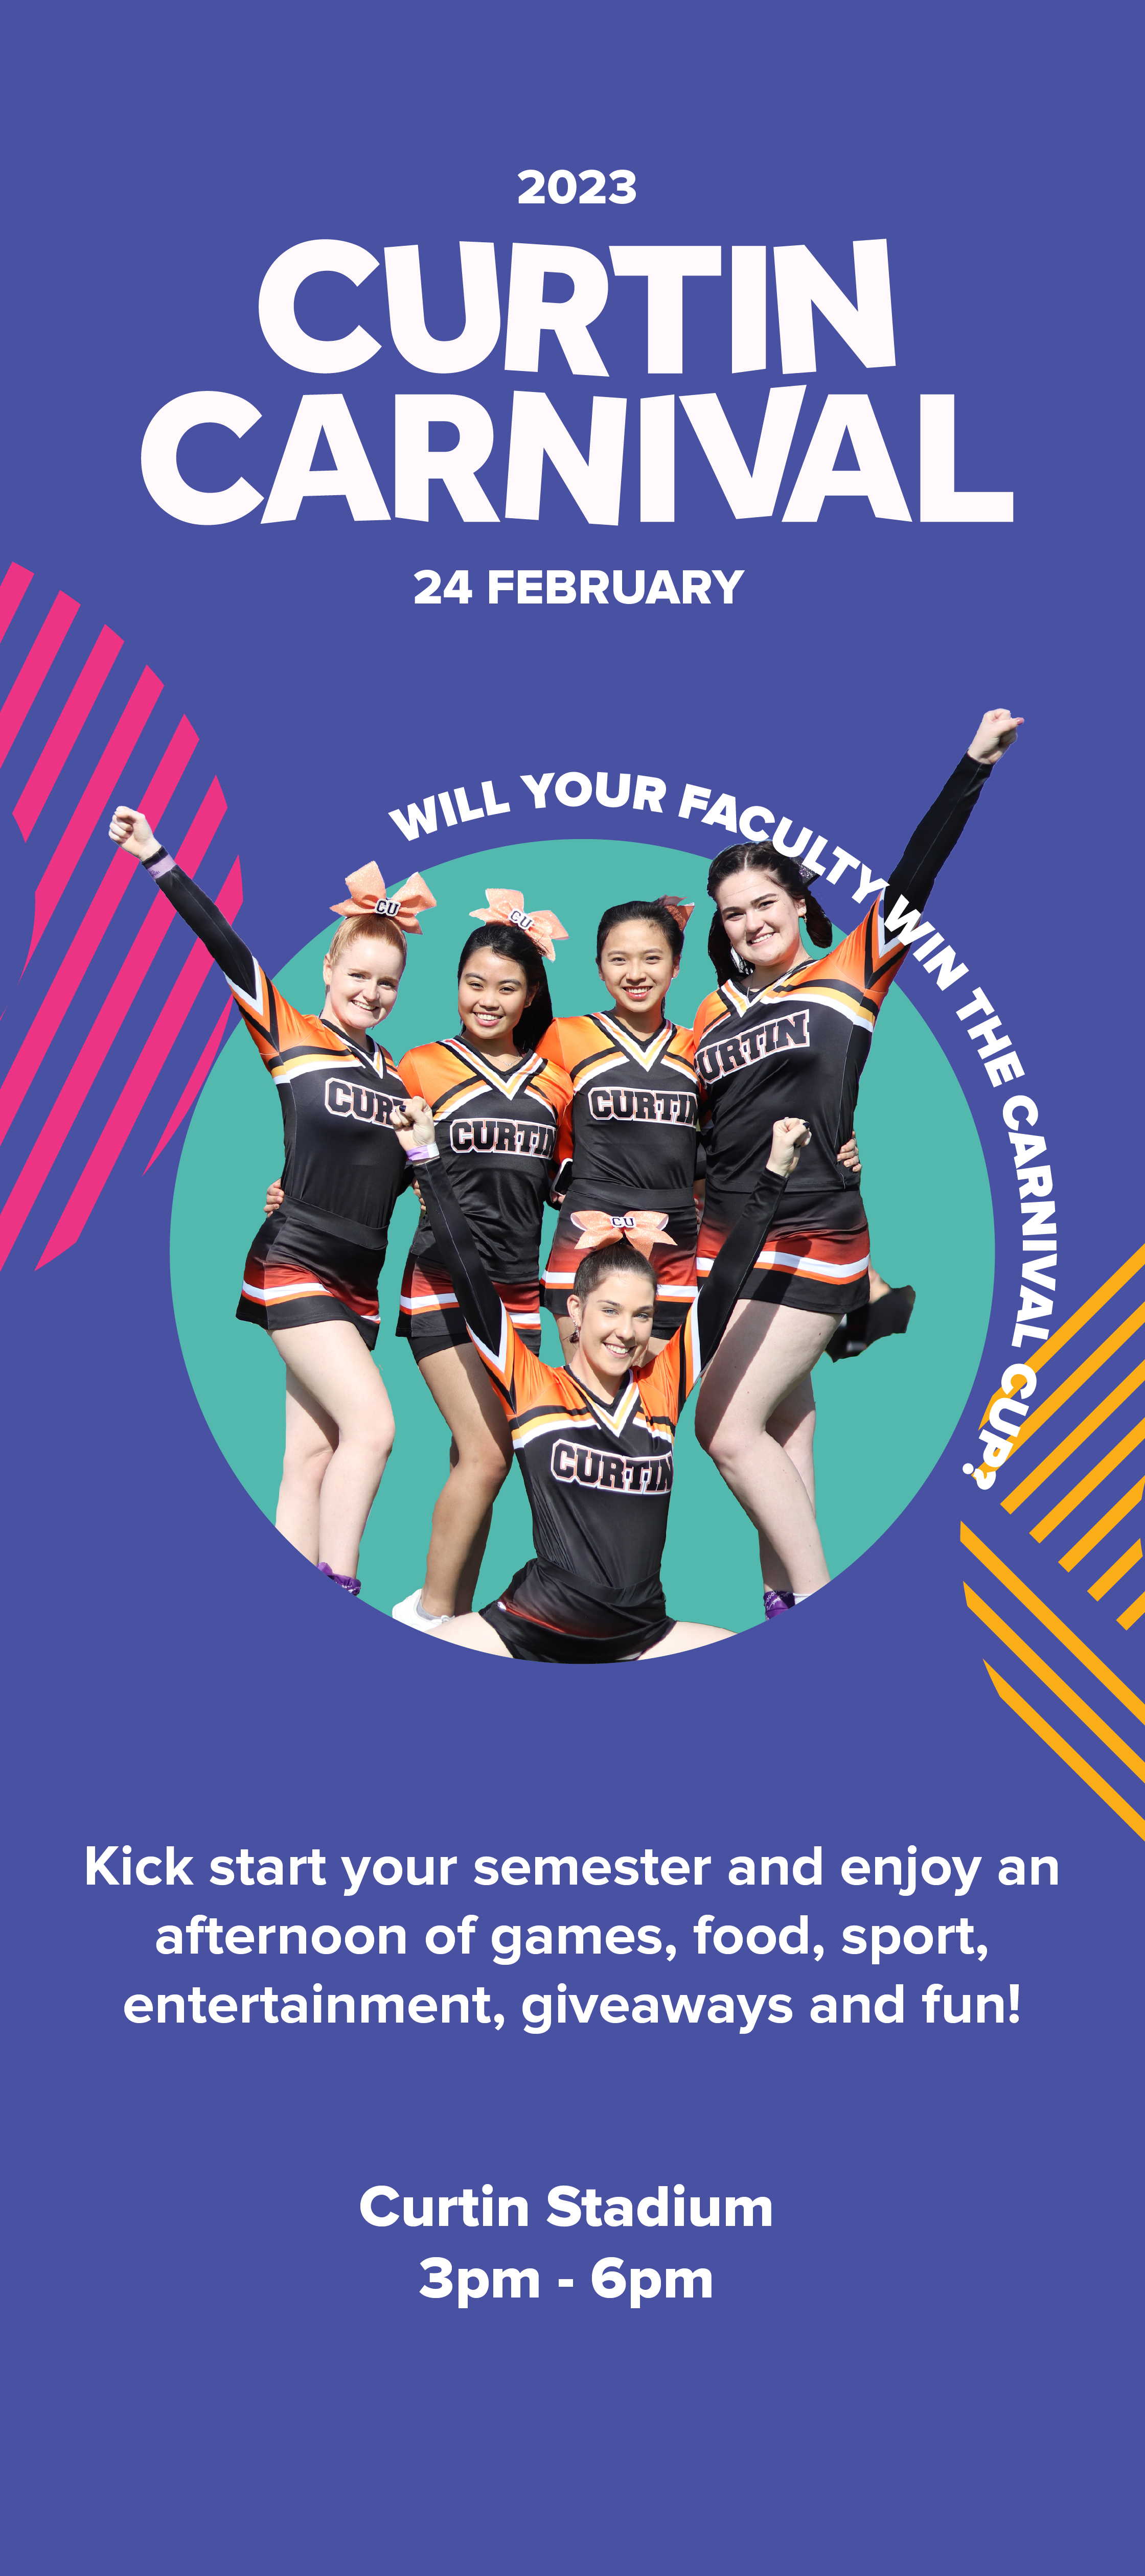 2023
CURTIN
CARNIVAL
24 FEBRUARY
WILL YOUR FACULTY WIN THE CARNIVAL CUP?
CU
CU
CURTIN
CURTIN
CURTIN
CURTIN
CU
CURTIN
Kick start your semester and enjoy an
afternoon of games, food, sport,
entertainment, giveaways and fun!
Curtin Stadium
3pm - 6pm